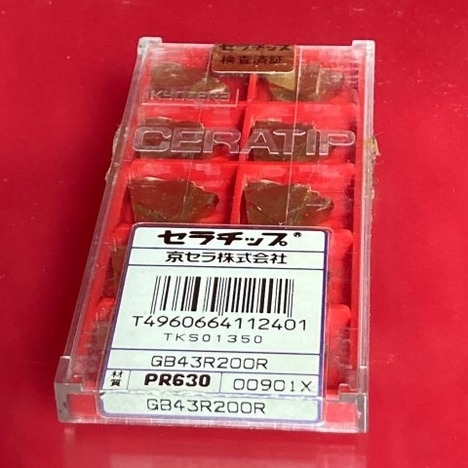 セラチップ
検査済証
KYOCERA
CERATIP
セラチップ®
京セラ株式会社
T4960664112401
TKS01350
GB43R200R
材質 PR630 00901X
GB43R200R